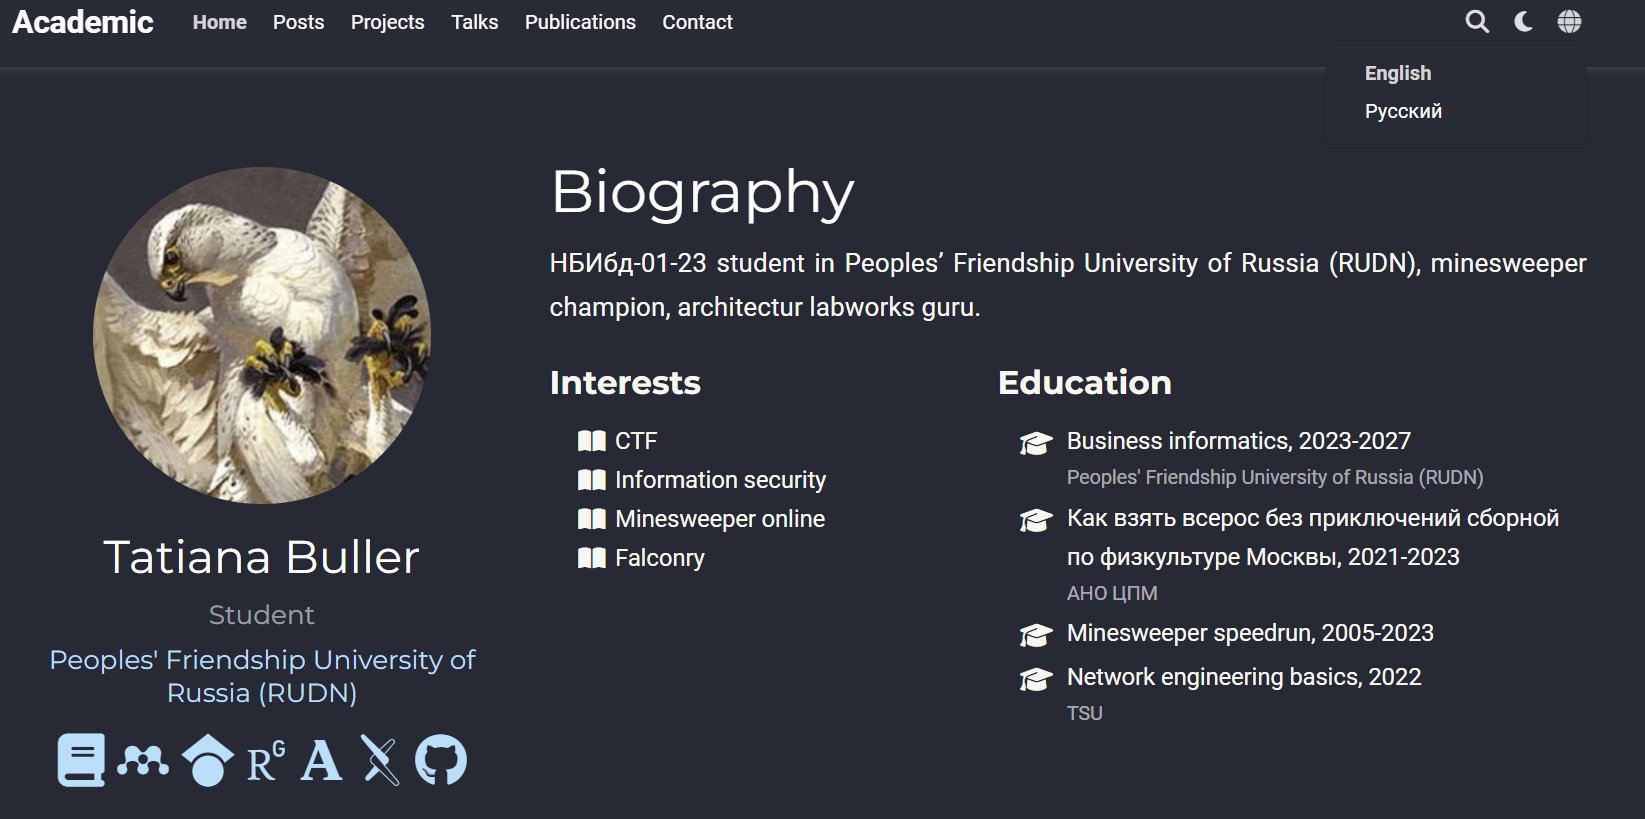 Academic Home Posts Projects Talks Publications Contact
English
Русский
Biography
НБИбд-01-23 student in Peoples’ Friendship University of Russia (RUDN), minesweeper
champion, architectur labworks guru.
Interests
CTF
Information security
Minesweeper online
Falconry
Education
Business informatics, 2023-2027
Peoples' Friendship University of Russia (RUDN)
Как взять всерос без приключений сборной
по физкультуре Москвы, 2021-2023
АНО ЦПМ
Minesweeper speedrun, 2005-2023
Network engineering basics, 2022
TSU
Tatiana Buller
Student
Peoples' Friendship University of
Russia (RUDN)
RG
A